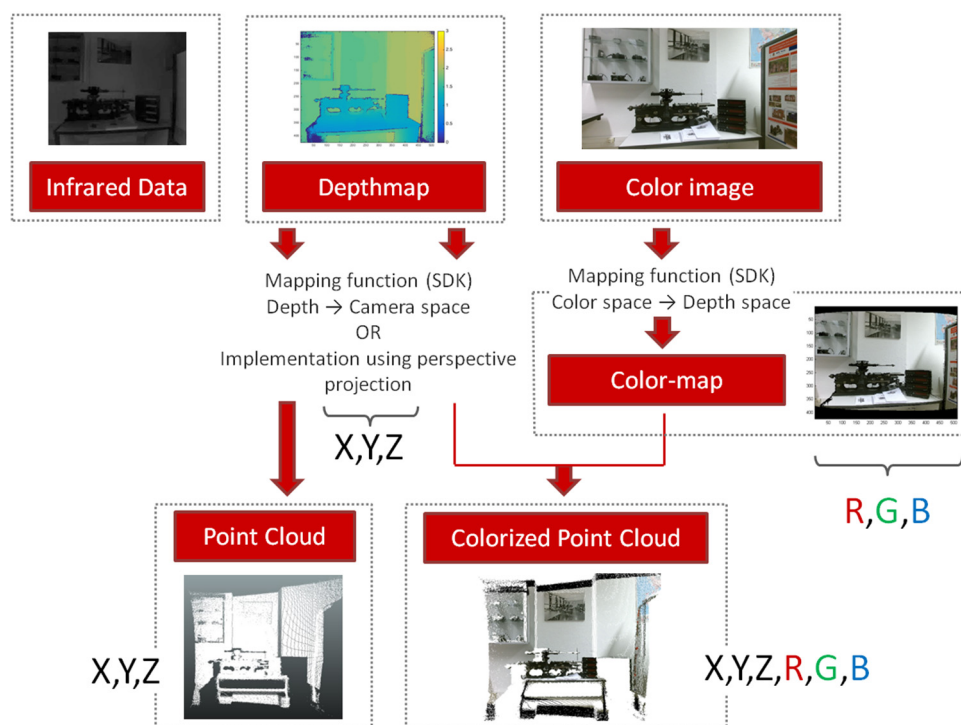 Infrared Data
Depthmap
Color image
Mapping function (SDK)
Depth → Camera space
OR
Implementation using perspective
projection
X,Y,Z
Mapping function (SDK)
Color space → Depth space
Color-map
R,G,B
Point Cloud
Colorized Point Cloud
X,Y,Z
X,Y,Z,R,G,B